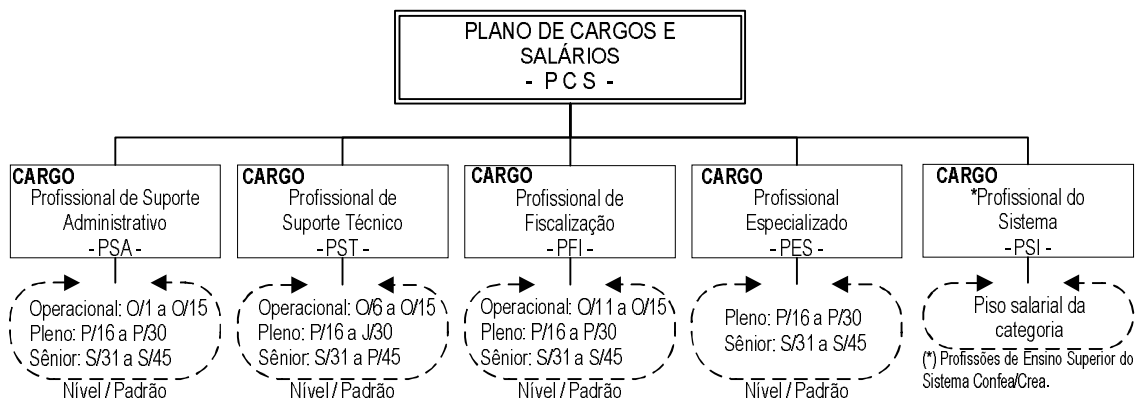 PLANO DE CARGOS E
SALÁRIOS
- P C S -
CARGO
Profissional de Suporte
Administrativo
- PSA -
Operacional: O/1 a O/15
Pleno: P/16 a P/30
Sênior: S/31 a S/45
Nível / Padrão
CARGO
Profissional de
Suporte Técnico
- PST -
Operacional: O/6 a O/15
Pleno: P/16 a J/30
Sênior: S/31 a P/45
Nível / Padrão
CARGO
Profissional de
Fiscalização
- PFI -
Operacional: O/11 a O/15
Pleno: P/16 a P/30
Sênior: S/31 a S/45
Nível / Padrão
CARGO
Profissional
Especializado
- PES -
Pleno: P/16 a P/30
Sênior: S/31 a S/45
Nível / Padrão
CARGO
*Profissional do
Sistema
- PSI -
Piso salarial da
categoria
(*) Profissões de Ensino Superior do
Sistema Confea/Crea.